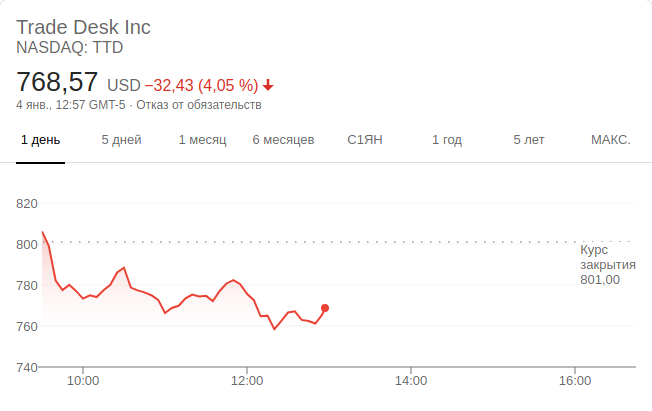 Trade Desk Inc
NASDAQ: TTD
768,57 USD −32,43 (4,05 %)
4 янв., 12:57 GMT-5 · Отказ от обязательств
1 день 5 дней 1 месяц 6 месяцев С1ЯН 1 год 5 лет МАКС.
820
800
Курс
закрытия
801,00
780
760
740
10:00 12:00 14:00 16:00